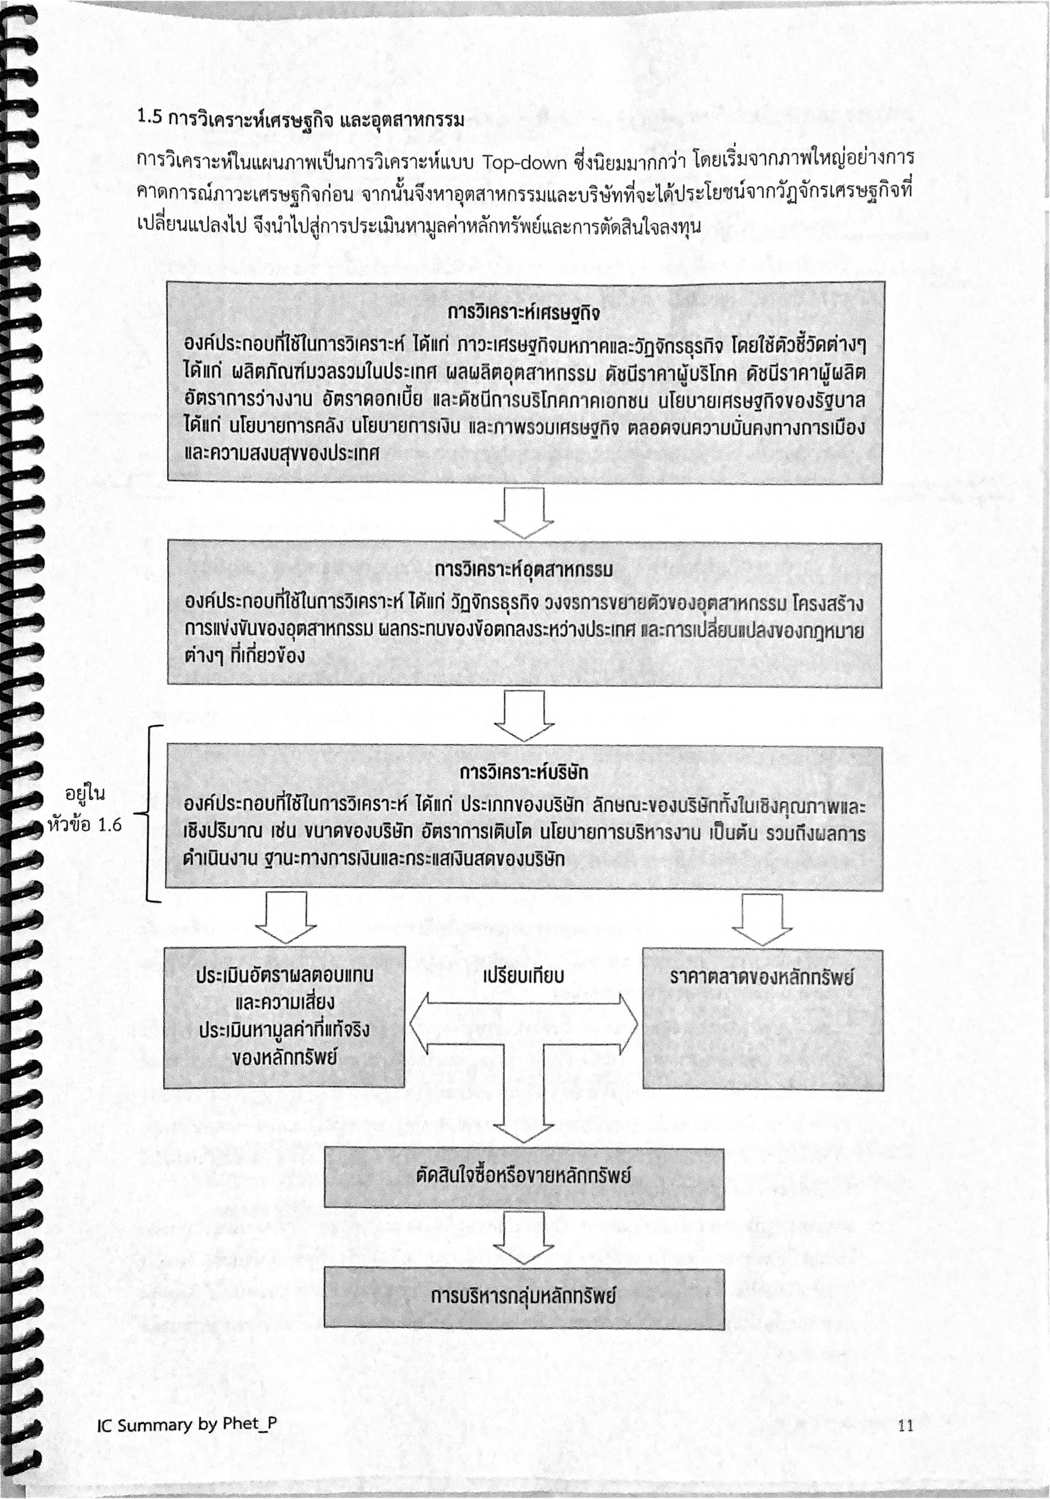 1.5 การวิเคราะห์เศรษฐกิจ และอุตสาหกรรม
การวิเคราะห์ในแผนภาพเป็นการวิเคราะห์แบบ Top-down ซึ่งนิยมมากกว่า โดยเริ่มจากภาพใหญ่อย่างการ
คาดการณ์ภาวะเศรษฐกิจก่อน จากนั้นจึงหาอุตสาหกรรมและบริษัทที่จะได้ประโยชน์จากวัฏจักรเศรษฐกิจที่
เปลี่ยนแปลงไป จึงนำไปสู่การประเมินหามูลค่าหลักทรัพย์และการตัดสินใจลงทุน
การวิเคราะห์เศรษฐกิจ
องค์ประกอบที่ใช้ในการวิเคราะห์ ได้แก่ ภาวะเศรษฐกิจมหภาคและวัฏจักรธุรกิจ โดยใช้ตัวชี้วัดต่างๆ
ได้แก่ ผลิตภัณฑ์มวลรวมในประเทศ ผลผลิตอุตสาหกรรม ดัชนีราคาผู้บริโภค ดัชนีราคาผู้ผลิต
อัตราการว่างงาน อัตราดอกเบี้ย และดัชนีการบริโภคภาคเอกชน นโยบายเศรษฐกิจของรัฐบาล
ได้แก่ นโยบายการคลัง นโยบายการเงิน และภาพรวมเศรษฐกิจ ตลอดจนความมั่นคงทางการเมือง
และความสงบสุขของประเทศ
การวิเคราะห์อุตสาหกรรม
องค์ประกอบที่ใช้ในการวิเคราะห์ ได้แก่ วัฏจักรธุรกิจ วงจรการขยายตัวของอุตสาหกรรม โครงสร้าง
การแข่งขันของอุตสาหกรรม ผลกระทบของข้อตกลงระหว่างประเทศ และการเปลี่ยนแปลงของกฎหมาย
ต่างๆ ที่เกี่ยวข้อง
อยู่ใน
หัวข้อ 1.6
การวิเคราะห์บริษัท
องค์ประกอบที่ใช้ในการวิเคราะห์ ได้แก่ ประเภทของบริษัท ลักษณะของบริษัททั้งในเชิงคุณภาพและ
เชิงปริมาณ เช่น ขนาดของบริษัท อัตราการเติบโต นโยบายการบริหารงาน เป็นต้น รวมถึงผลการ
ดำเนินงาน ฐานะทางการเงินและกระแสเงินสดของบริษัท
ประเมินอัตราผลตอบแทน
และความเสี่ยง
ประเมินหามูลค่าที่แท้จริง
ของหลักทรัพย์
เปรียบเทียบ
ราคาตลาดของหลักทรัพย์
ตัดสินใจซื้อหรือขายหลักทรัพย์
การบริหารกลุ่มหลักทรัพย์
IC Summary by Phet_P
11